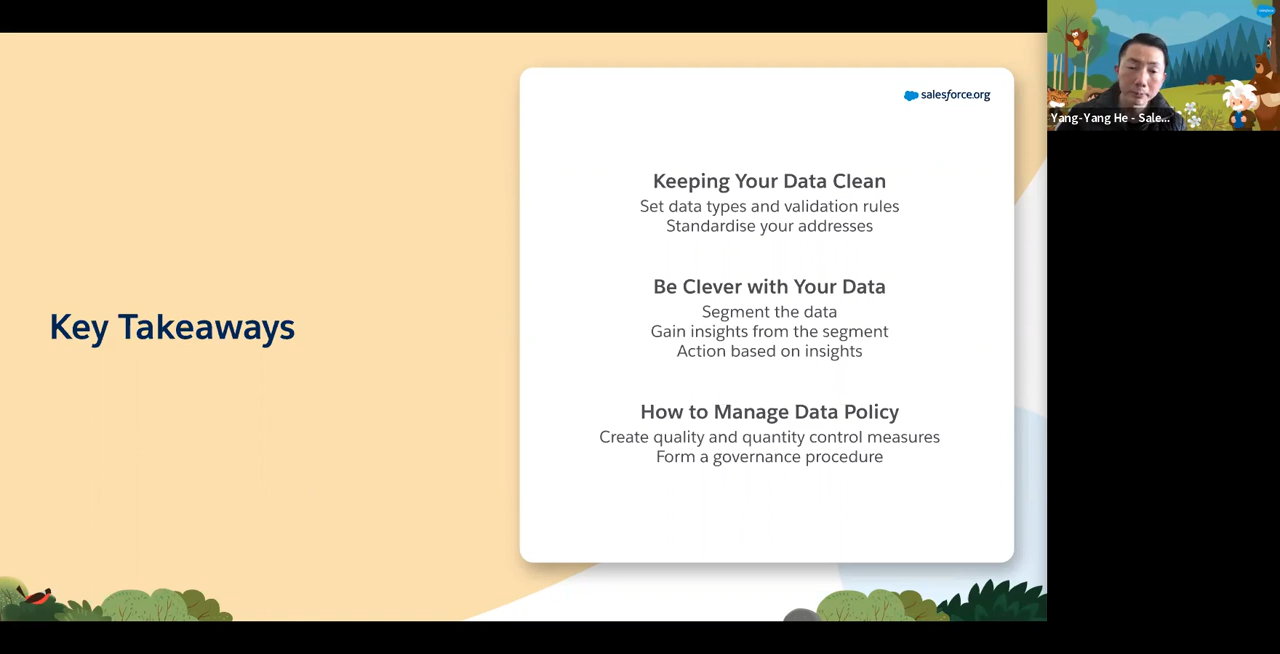 salesforce.org
Key Takeaways
Keeping Your Data Clean
Set data types and validation rules
Standardise your addresses
Be Clever with Your Data
Segment the data
Gain insights from the segment
Action based on insights
How to Manage Data Policy
Create quality and quantity control measures
Form a governance procedure
Yang-Yang He - Sale...